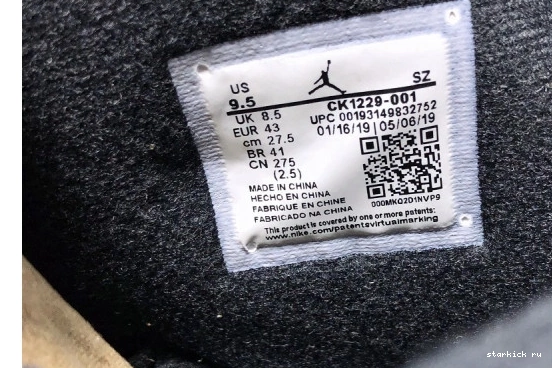 US SZ
9.5 CK1229-001
UK 8.5 UPC 00193149832752
EUR 43 01/16/19 | 05/06/19
cm 27.5
BR 41
CN 275
(2.5)
MADE IN CHINA
HECHO EN CHINA
FABRIQUE EN CHINE 000MKQ2D1NVP9
FABRICADO NA CHINA
This product is covered by one or more patents:
www.nike.com/patentsvirtualmarking
starkick ru